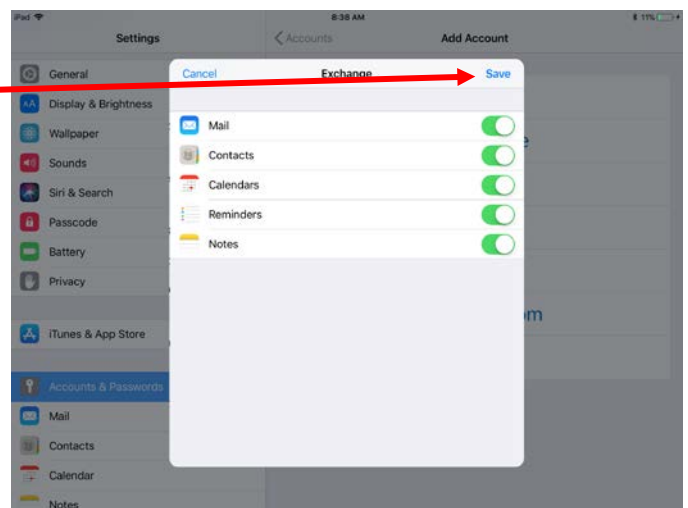 iPad 8:38 AM 11%
Settings
Accounts
Add Account
General
Display & Brightness
Wallpaper
Sounds
Siri & Search
Passcode
Battery
Privacy
iTunes & App Store
Accounts & Passwords
Mail
Contacts
Calendar
Notes
Cancel Exchange Save
Mail
Contacts
Calendars
Reminders
Notes
e
om